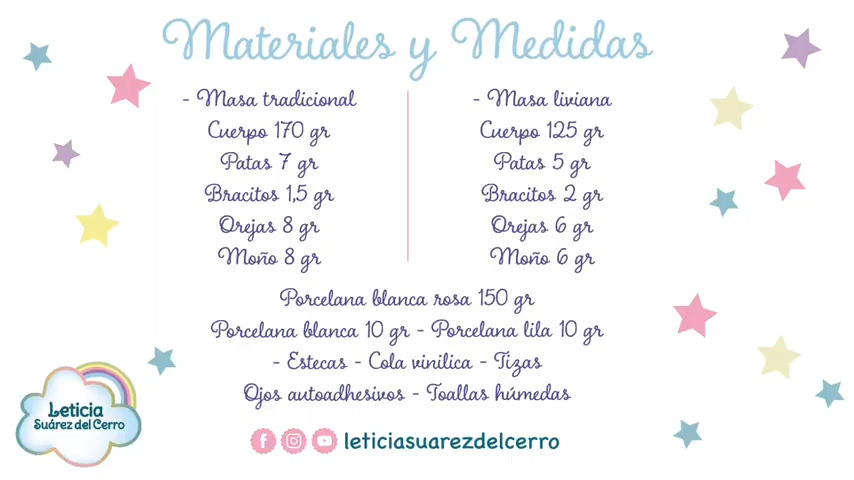 Materiales y Medidas
- Masa tradicional
Cuerpo 170 gr
Patas 7 gr
Bracitos 1,5 gr
Orejas 8 gr
Moño 8 gr
- Masa liviana
Cuerpo 125 gr
Patas 5 gr
Bracitos 2 gr
Orejas 6 gr
Moño 6 gr
Porcelana blanca rosa 150 gr
Porcelana blanca 10 gr - Porcelana lila 10 gr
- Estecas - Cola vinilica - Tizas
Ojos autoadhesivos - Toallas húmedas
Leticia
Suárez del Cerro
leticiasuarezdelcerro